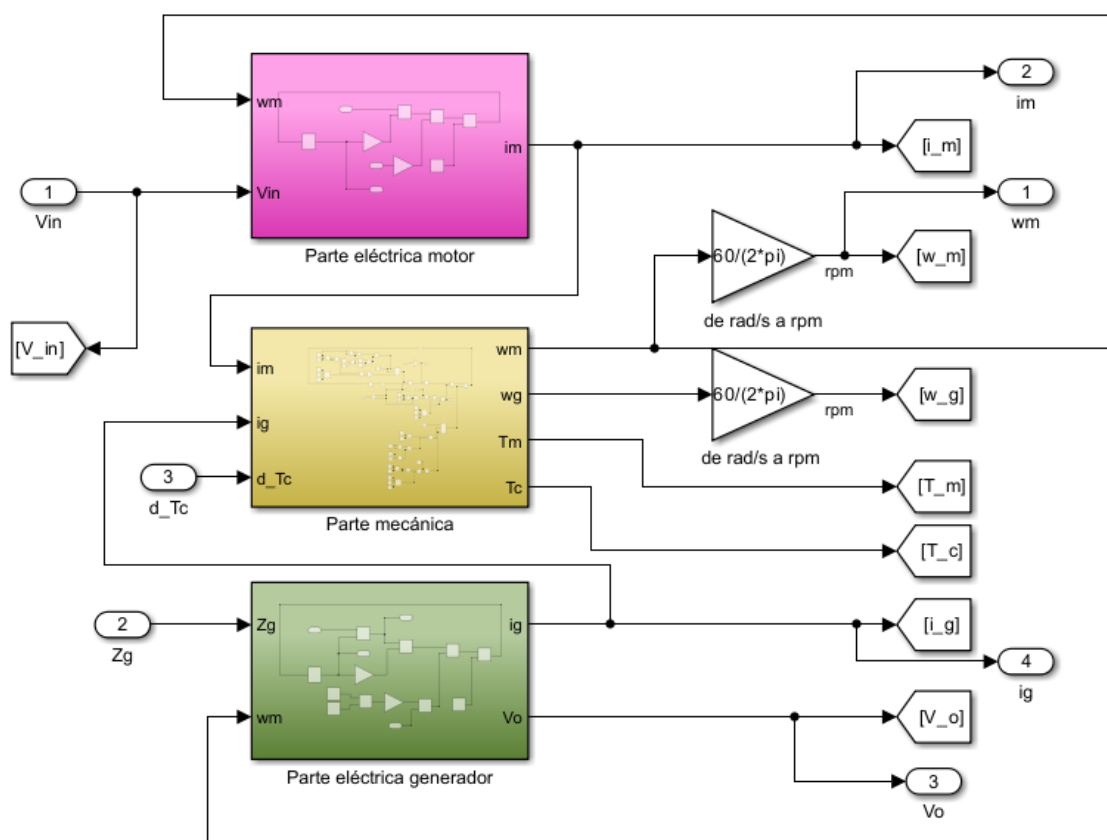 wm
im
Vin
Parte eléctrica motor
1
Vin
[V_in]
2
im
[i_m]
1
wm
60/(2*pi)
rpm
[w_m]
de rad/s a rpm
im
ig
d_Tc
wm
wg
Tm
Tc
Parte mecánica
3
d_Tc
60/(2*pi)
rpm
[w_g]
de rad/s a rpm
[T_m]
[T_c]
2
Zg
Zg
wm
ig
Vo
Parte eléctrica generador
[i_g]
4
ig
[V_o]
3
Vo